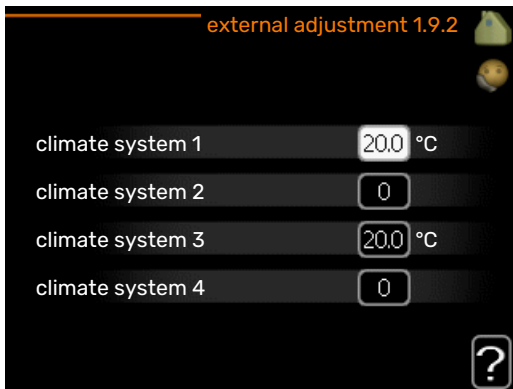 external adjustment 1.9.2
climate system 1 20.0 °C
climate system 2 0
climate system 3 20.0 °C
climate system 4 0
?